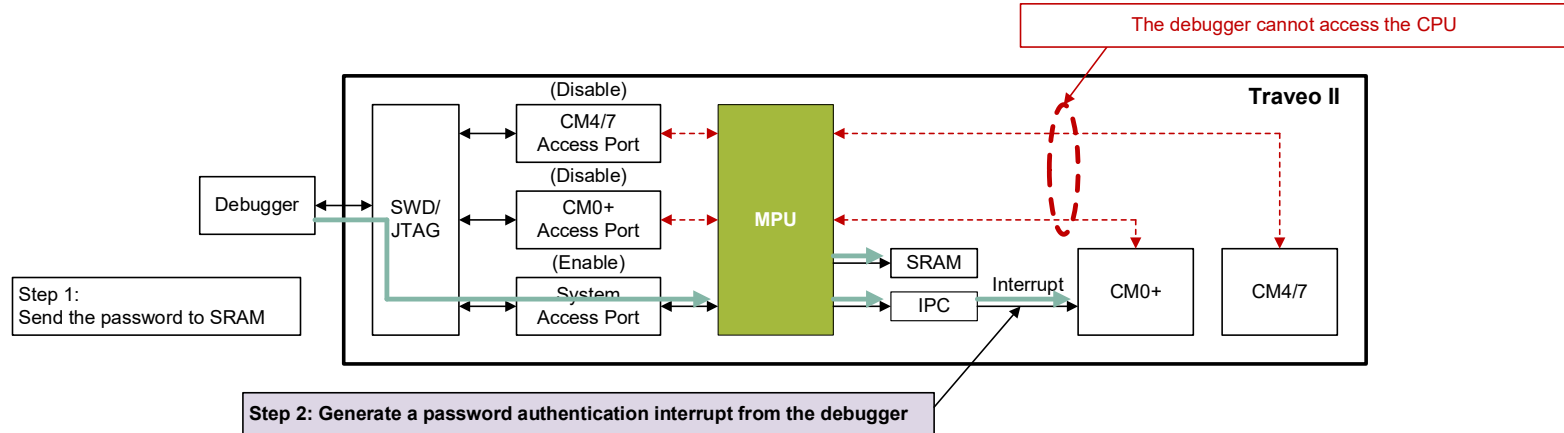 The debugger cannot access the CPU
Traveo II
(Disable)
CM4/7
Access Port
(Disable)
CM0+
Access Port
(Enable)
System
Access Port
Debugger
SWD/
JTAG
MPU
SRAM
IPC
Interrupt
CM0+
CM4/7
Step 1:
Send the password to SRAM
Step 2: Generate a password authentication interrupt from the debugger